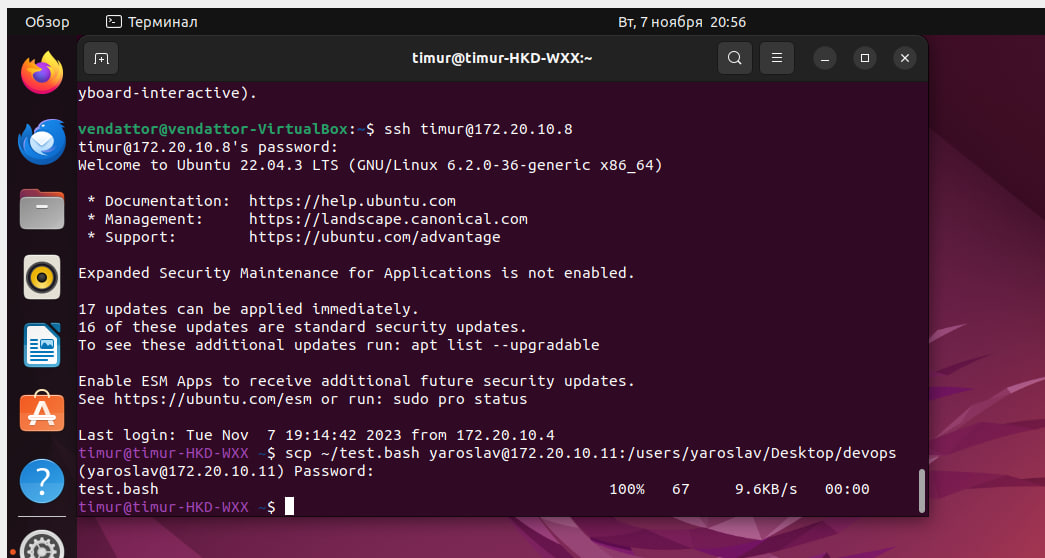 Обзор Терминал Вт, 7 ноября 20:56
timur@timur-HKD-WXX:~
yboard-interactive).
vendattor@vendattor-VirtualBox:~$ ssh timur@172.20.10.8
timur@172.20.10.8's password:
Welcome to Ubuntu 22.04.3 LTS (GNU/Linux 6.2.0-36-generic x86_64)
* Documentation: https://help.ubuntu.com
* Management: https://landscape.canonical.com
* Support: https://ubuntu.com/advantage
Expanded Security Maintenance for Applications is not enabled.
17 updates can be applied immediately.
16 of these updates are standard security updates.
To see these additional updates run: apt list --upgradable
Enable ESM Apps to receive additional future security updates.
See https://ubuntu.com/esm or run: sudo pro status
Last login: Tue Nov 7 19:14:42 2023 from 172.20.10.4
timur@timur-HKD-WXX ~$ scp ~/test.bash yaroslav@172.20.10.11:/users/yaroslav/Desktop/devops
(yaroslav@172.20.10.11) Password:
test.bash 100% 67 9.6KB/s 00:00
timur@timur-HKD-WXX ~$